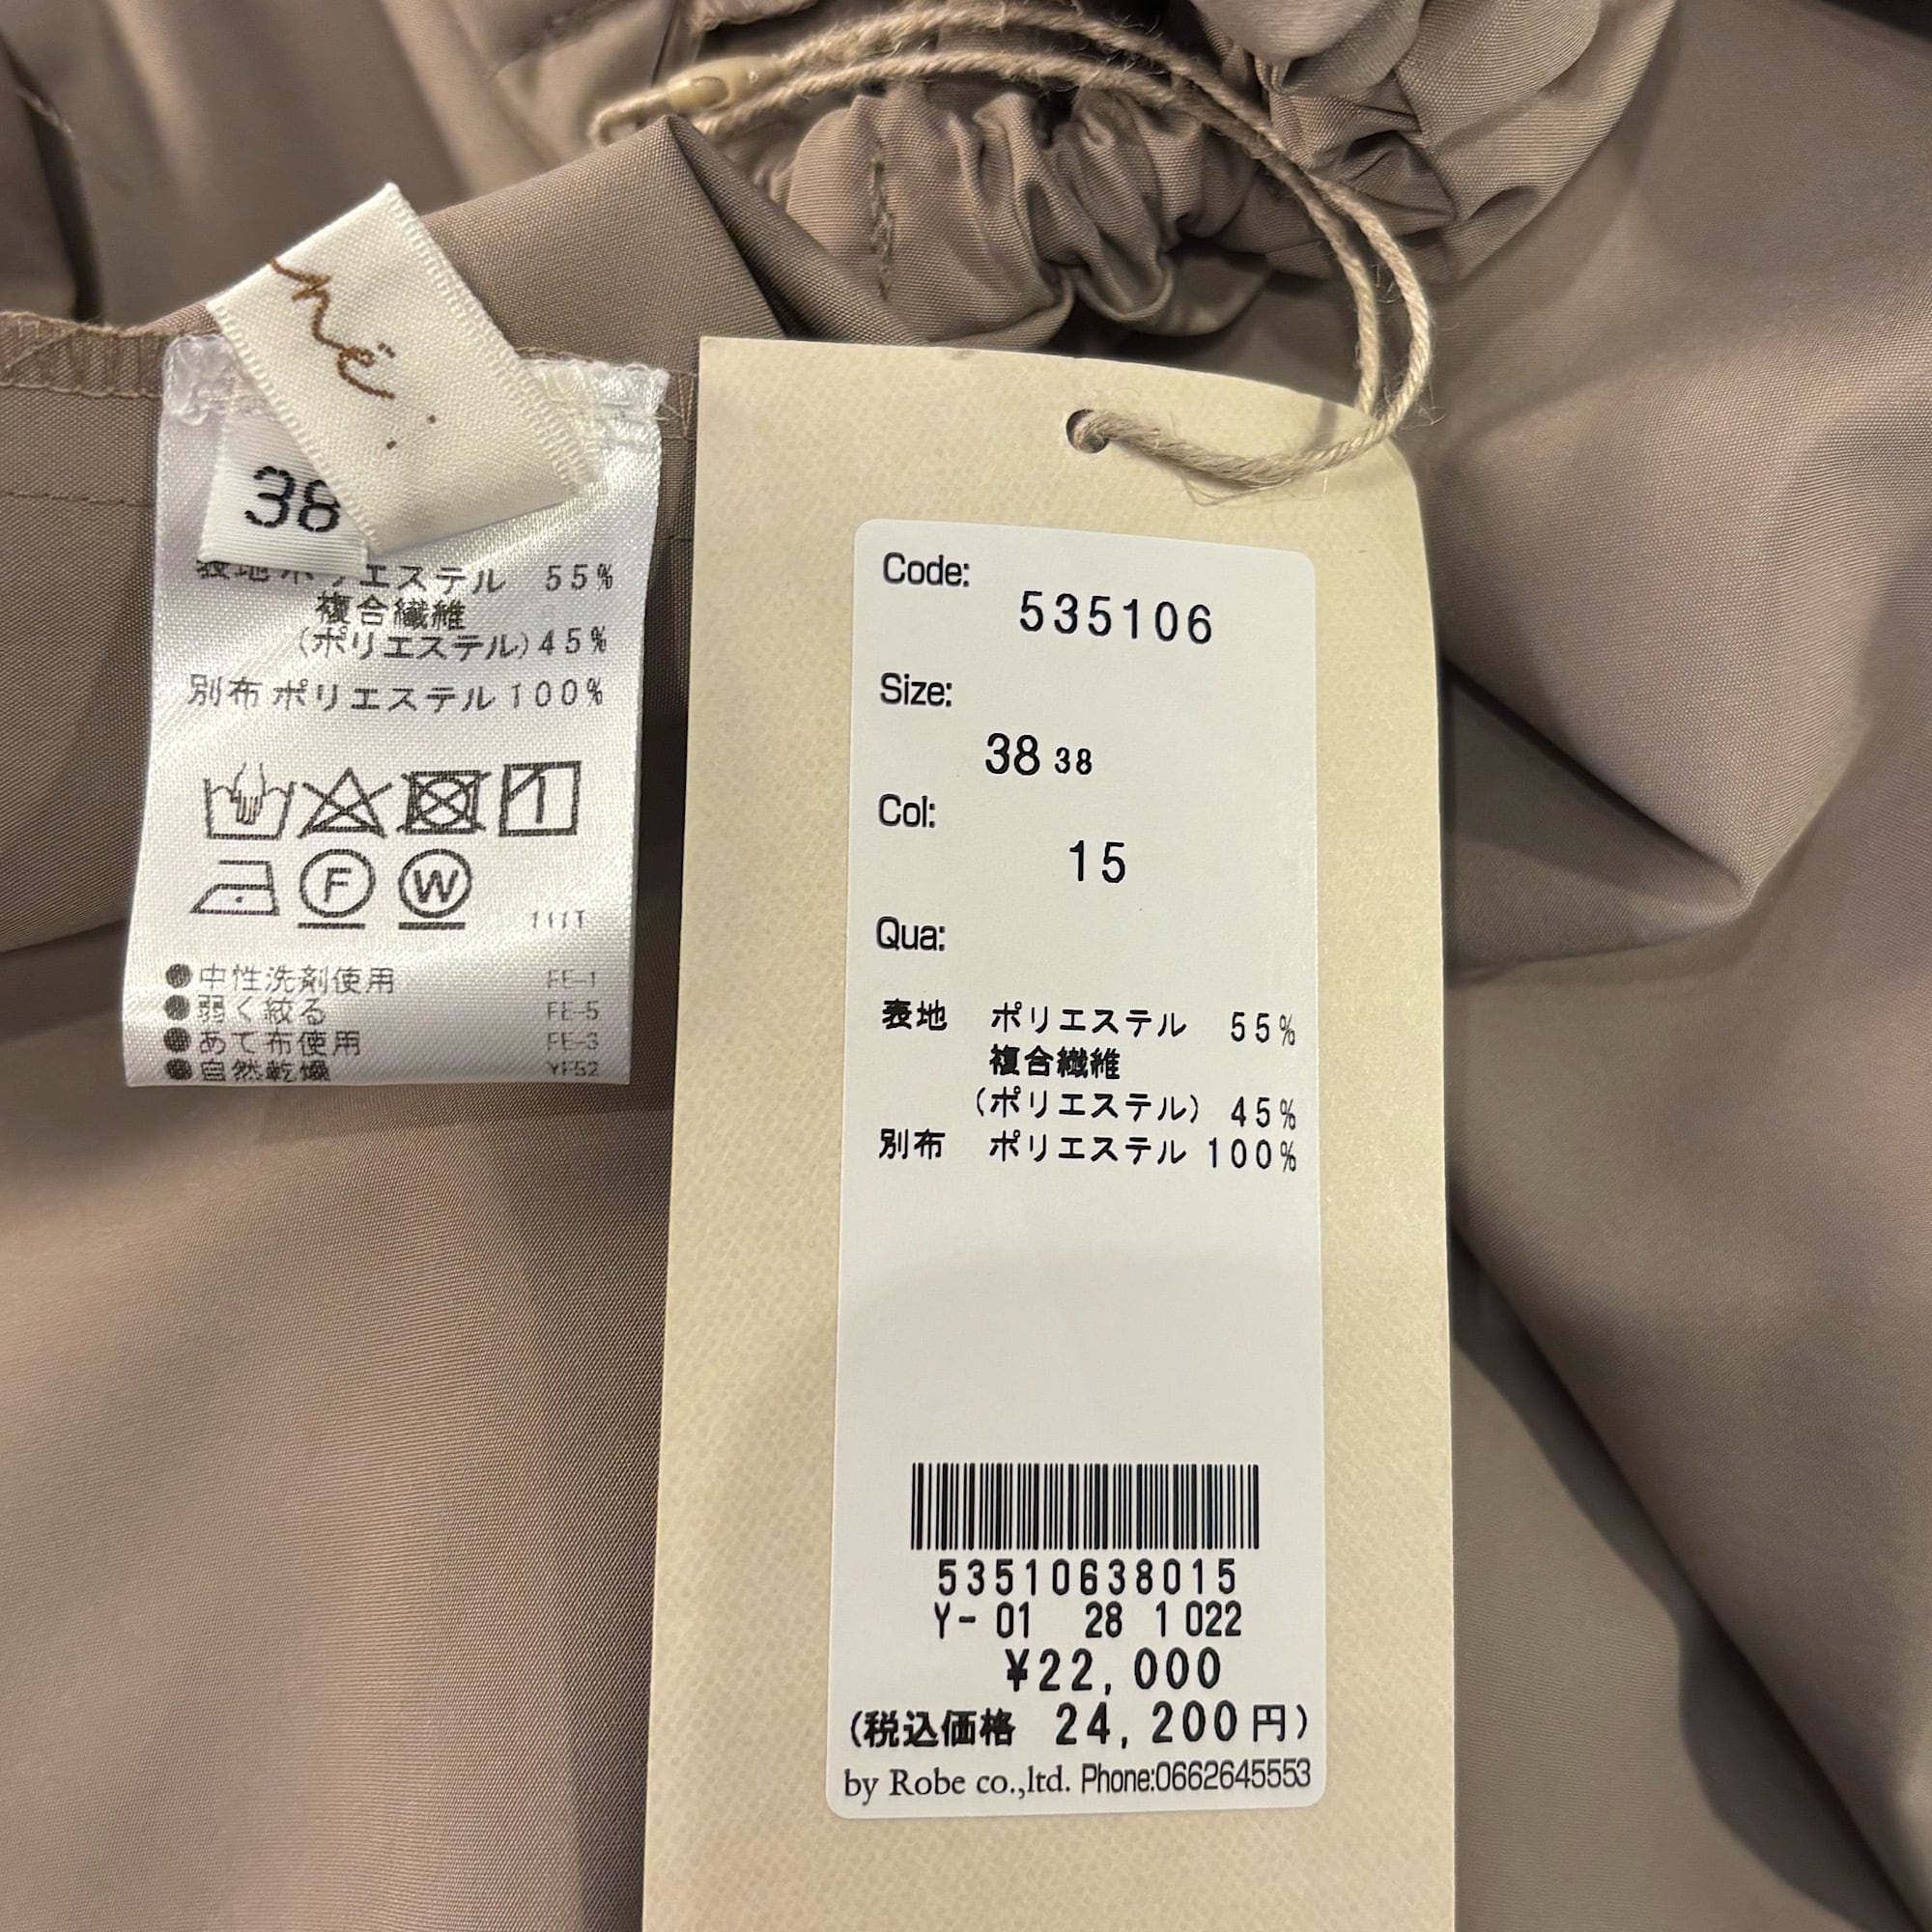 38
表地 ポリエステル 55%
複合繊維
(ポリエステル) 45%
別布 ポリエステル 100%
F W
●中性洗剤使用 FE-1
●弱く絞る FE-5
●あて布使用 FE-3
●自然乾燥 YF52
Code:
535106
Size:
38 38
Col:
15
Qua:
表地 ポリエステル 55%
複合繊維
(ポリエステル) 45%
別布 ポリエステル 100%
53510638015
Y-01 28 1022
¥22,000
(税込価格 24,200円)
by Robe co.,ltd. Phone:0662645553